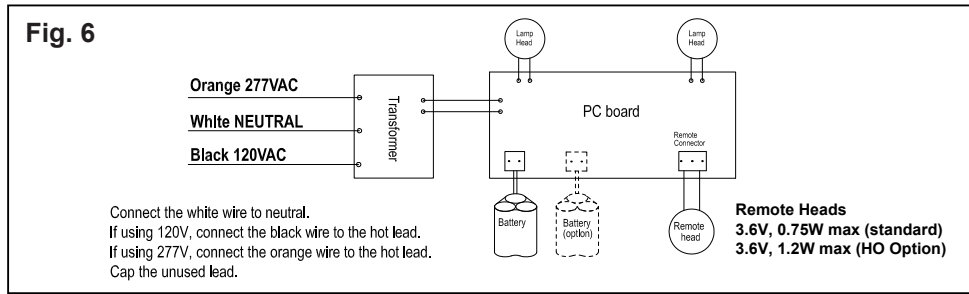 Fig. 6
Lamp
Head
Lamp
Head
Orange 277VAC
White NEUTRAL
Black 120VAC
Transformer
PC board
Remote
Connector
Battery
Battery
(option)
Remote
head
Connect the white wire to neutral.
If using 120V, connect the black wire to the hot lead.
If using 277V, connect the orange wire to the hot lead.
Cap the unused lead.
Remote Heads
3.6V, 0.75W max (standard)
3.6V, 1.2W max (HO Option)